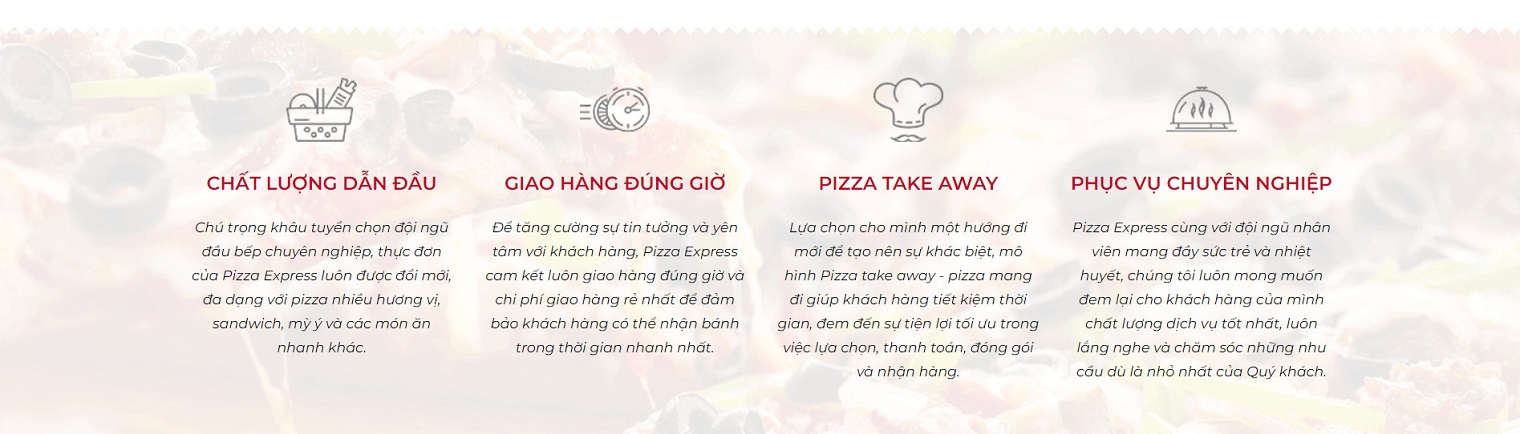 CHẤT LƯỢNG DẪN ĐẦU
Chú trọng khâu tuyển chọn đội ngũ
đầu bếp chuyên nghiệp, thực đơn
của Pizza Express luôn được đổi mới,
đa dạng với pizza nhiều hương vị,
sandwich, mỳ ý và các món ăn
nhanh khác.
GIAO HÀNG ĐÚNG GIỜ
Để tăng cường sự tin tưởng và yên
tâm với khách hàng, Pizza Express
cam kết luôn giao hàng đúng giờ và
chi phí giao hàng rẻ nhất để đảm
bảo khách hàng có thể nhận bánh
trong thời gian nhanh nhất.
PIZZA TAKE AWAY
Lựa chọn cho mình một hướng đi
mới để tạo nên sự khác biệt, mô
hình Pizza take away - pizza mang
đi giúp khách hàng tiết kiệm thời
gian, đem đến sự tiện lợi tối ưu trong
việc lựa chọn, thanh toán, đóng gói
và nhận hàng.
PHỤC VỤ CHUYÊN NGHIỆP
Pizza Express cùng với đội ngũ nhân
viên mang đầy sức trẻ và nhiệt
huyết, chúng tôi luôn mong muốn
đem lại cho khách hàng của mình
chất lượng dịch vụ tốt nhất, luôn
lắng nghe và chăm sóc những nhu
cầu dù là nhỏ nhất của Quý khách.